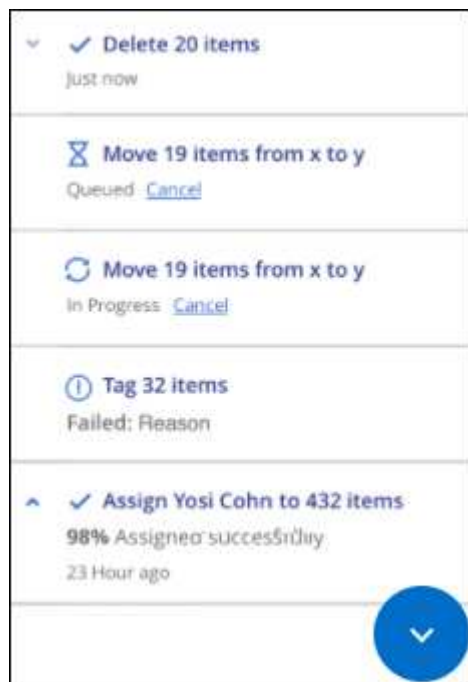 Delete 20 items
Just now
Move 19 items from x to y
Queued Cancel
Move 19 items from x to y
In Progress Cancel
Tag 32 items
Failed: Reason
Assign Yosi Cohn to 432 items
98% Assigned
23 Hour ago